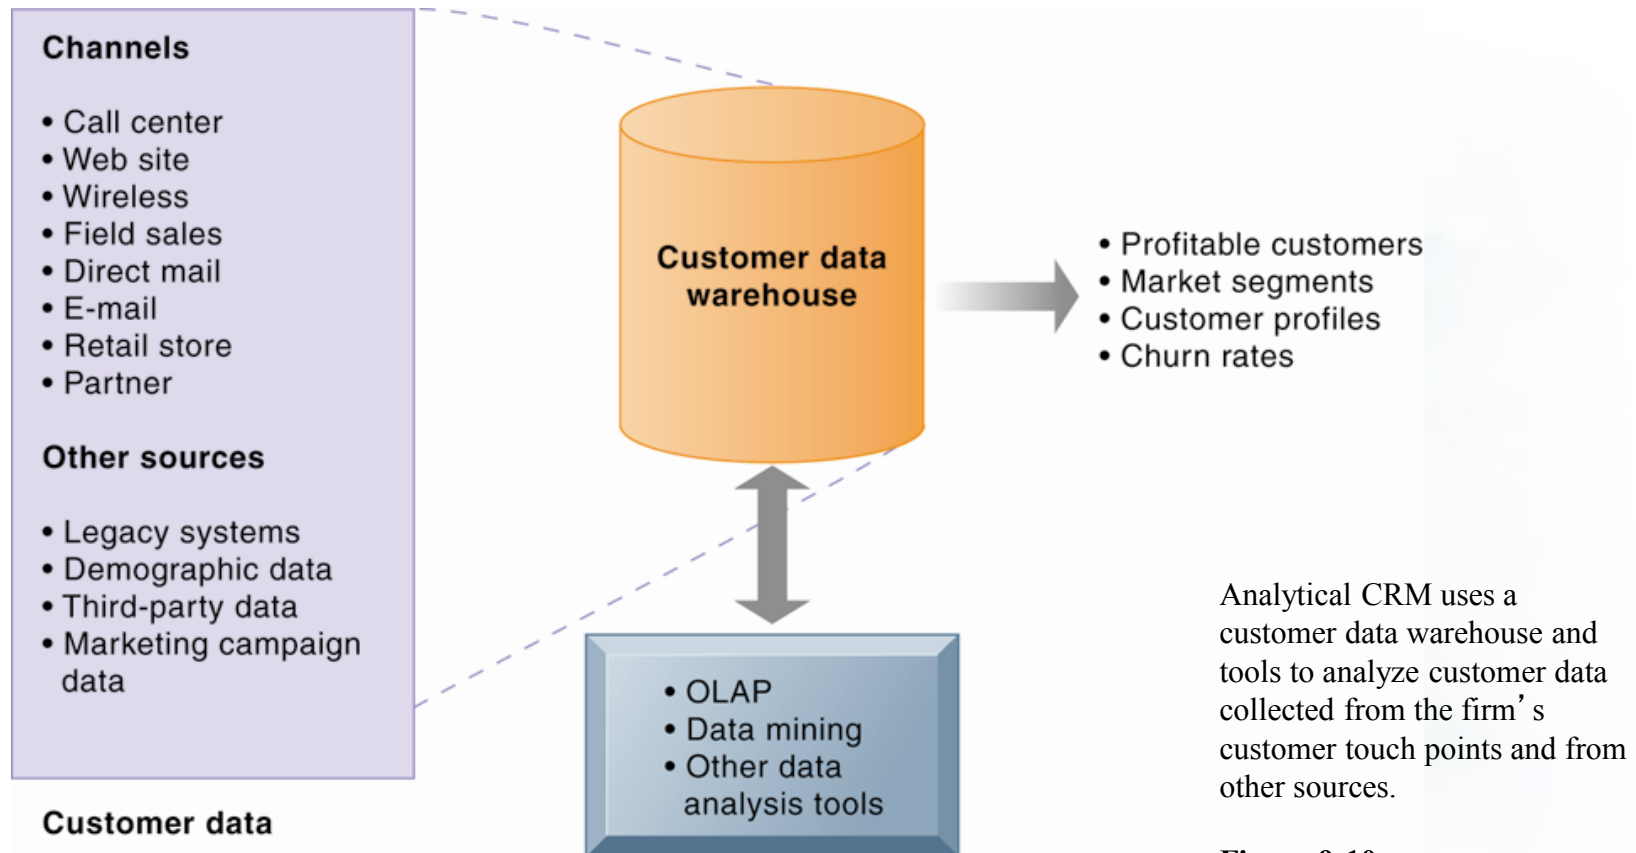 Channels
• Call center
• Web site
• Wireless
• Field sales
• Direct mail
• E-mail
• Retail store
• Partner
Other sources
• Legacy systems
• Demographic data
• Third-party data
• Marketing campaign
data
Customer data
Customer data
warehouse
• Profitable customers
• Market segments
• Customer profiles
• Churn rates
• OLAP
• Data mining
• Other data
analysis tools
Analytical CRM uses a
customer data warehouse and
tools to analyze customer data
collected from the firm’s
customer touch points and from
other sources.